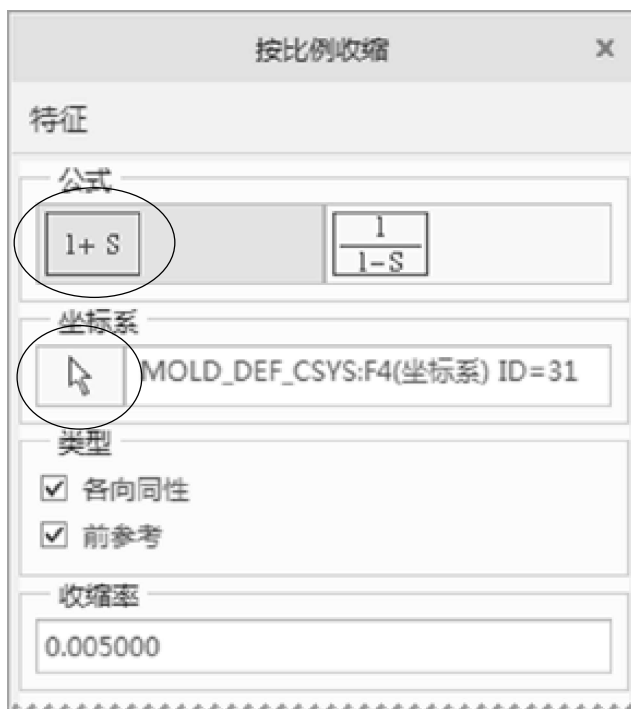 按比例收缩 ×
特征
公式
1+ S
1
1-S
坐标系
MOLD_DEF_CSYS:F4(坐标系) ID=31
类型
各向同性
前参考
收缩率
0.005000